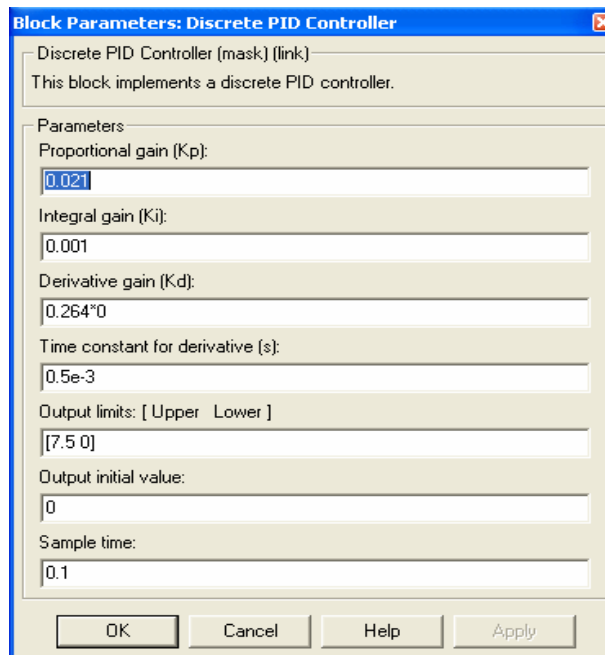 Block Parameters: Discrete PID Controller
Discrete PID Controller (mask) (link)
This block implements a discrete PID controller.
Parameters
Proportional gain (Kp):
0.021
Integral gain (Ki):
0.001
Derivative gain (Kd):
0.264*0
Time constant for derivative (s):
0.5e-3
Output limits: [ Upper   Lower ]
[7.5 0]
Output initial value:
0
Sample time:
0.1
OK Cancel Help Apply